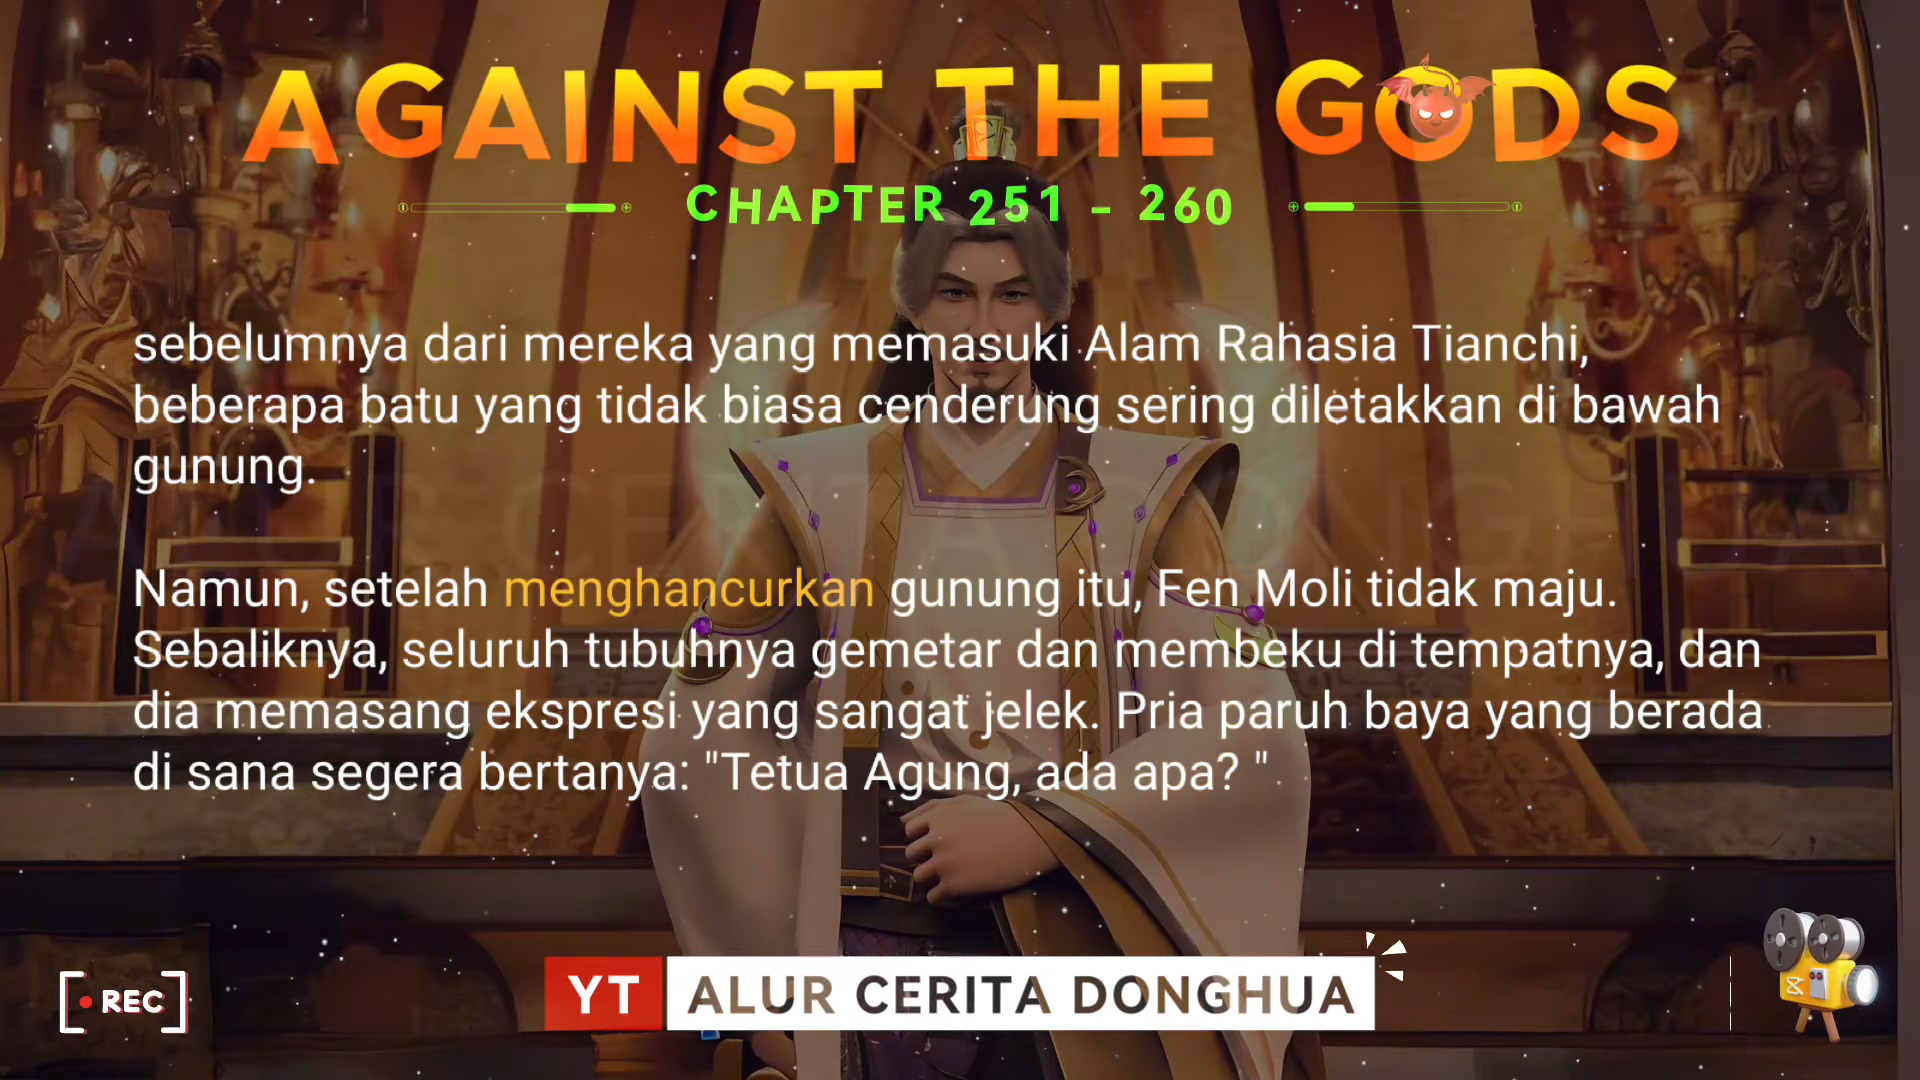 AGAINST THE GODS
CHAPTER 251 - 260
sebelumnya dari mereka yang memasuki Alam Rahasia Tianchi,
beberapa batu yang tidak biasa cenderung sering diletakkan di bawah
gunung.
Namun, setelah menghancurkan gunung itu, Fen Moli tidak maju.
Sebaliknya, seluruh tubuhnya gemetar dan membeku di tempatnya, dan
dia memasang ekspresi yang sangat jelek. Pria paruh baya yang berada
di sana segera bertanya: "Tetua Agung, ada apa? "
REC
YT ALUR CERITA DONGHUA